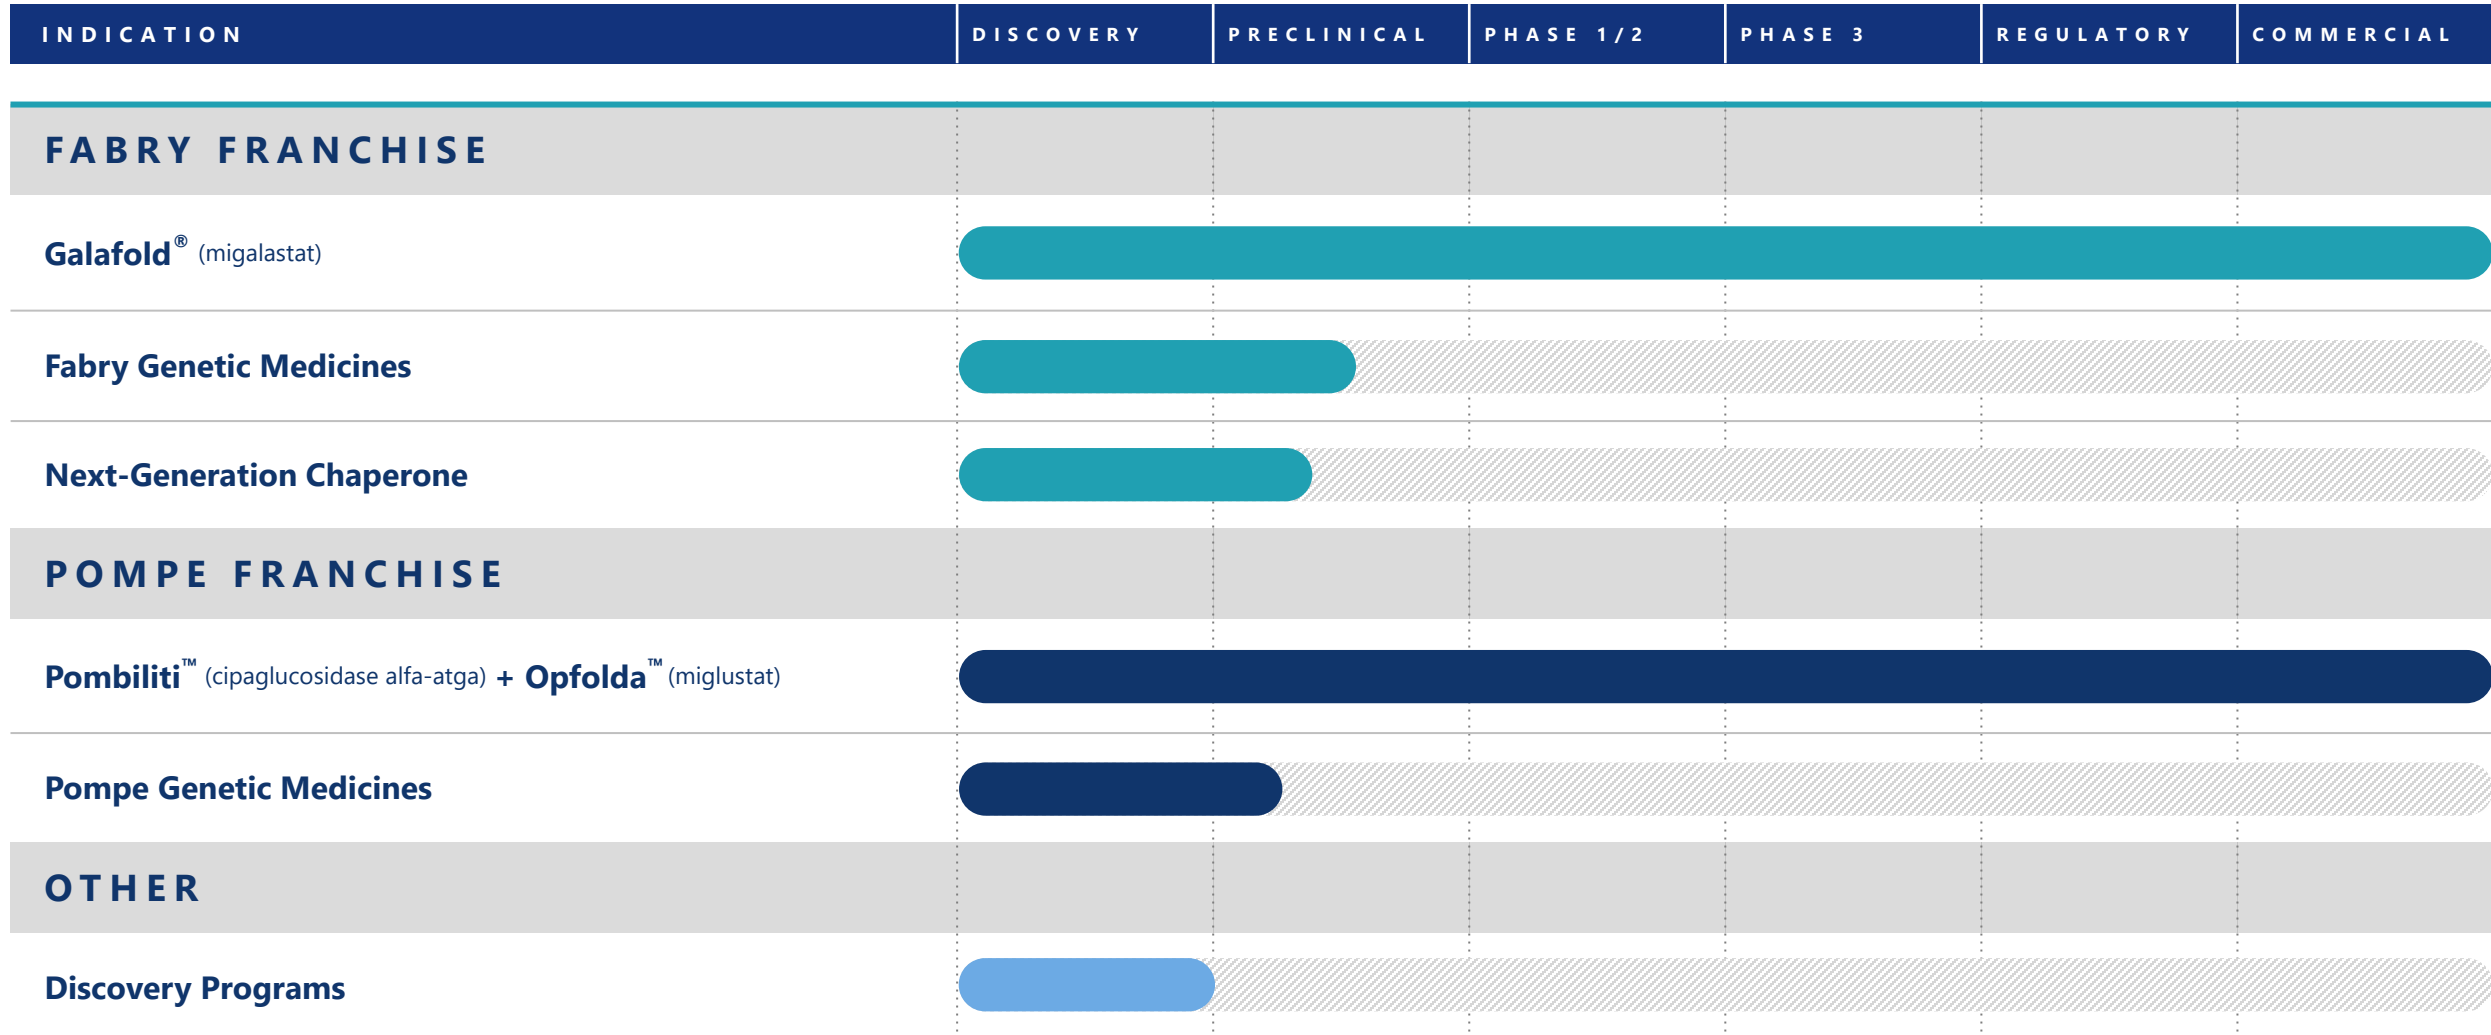 INDICATION DISCOVERY PRECLINICAL PHASE 1/2 PHASE 3 REGULATORY COMMERCIAL
FABRY FRANCHISE
Galafold® (migalastat)
Fabry Genetic Medicines
Next-Generation Chaperone
POMPE FRANCHISE
Pombiliti™ (cipaglucosidase alfa-atga) + Opfolda™ (miglustat)
Pompe Genetic Medicines
OTHER
Discovery Programs